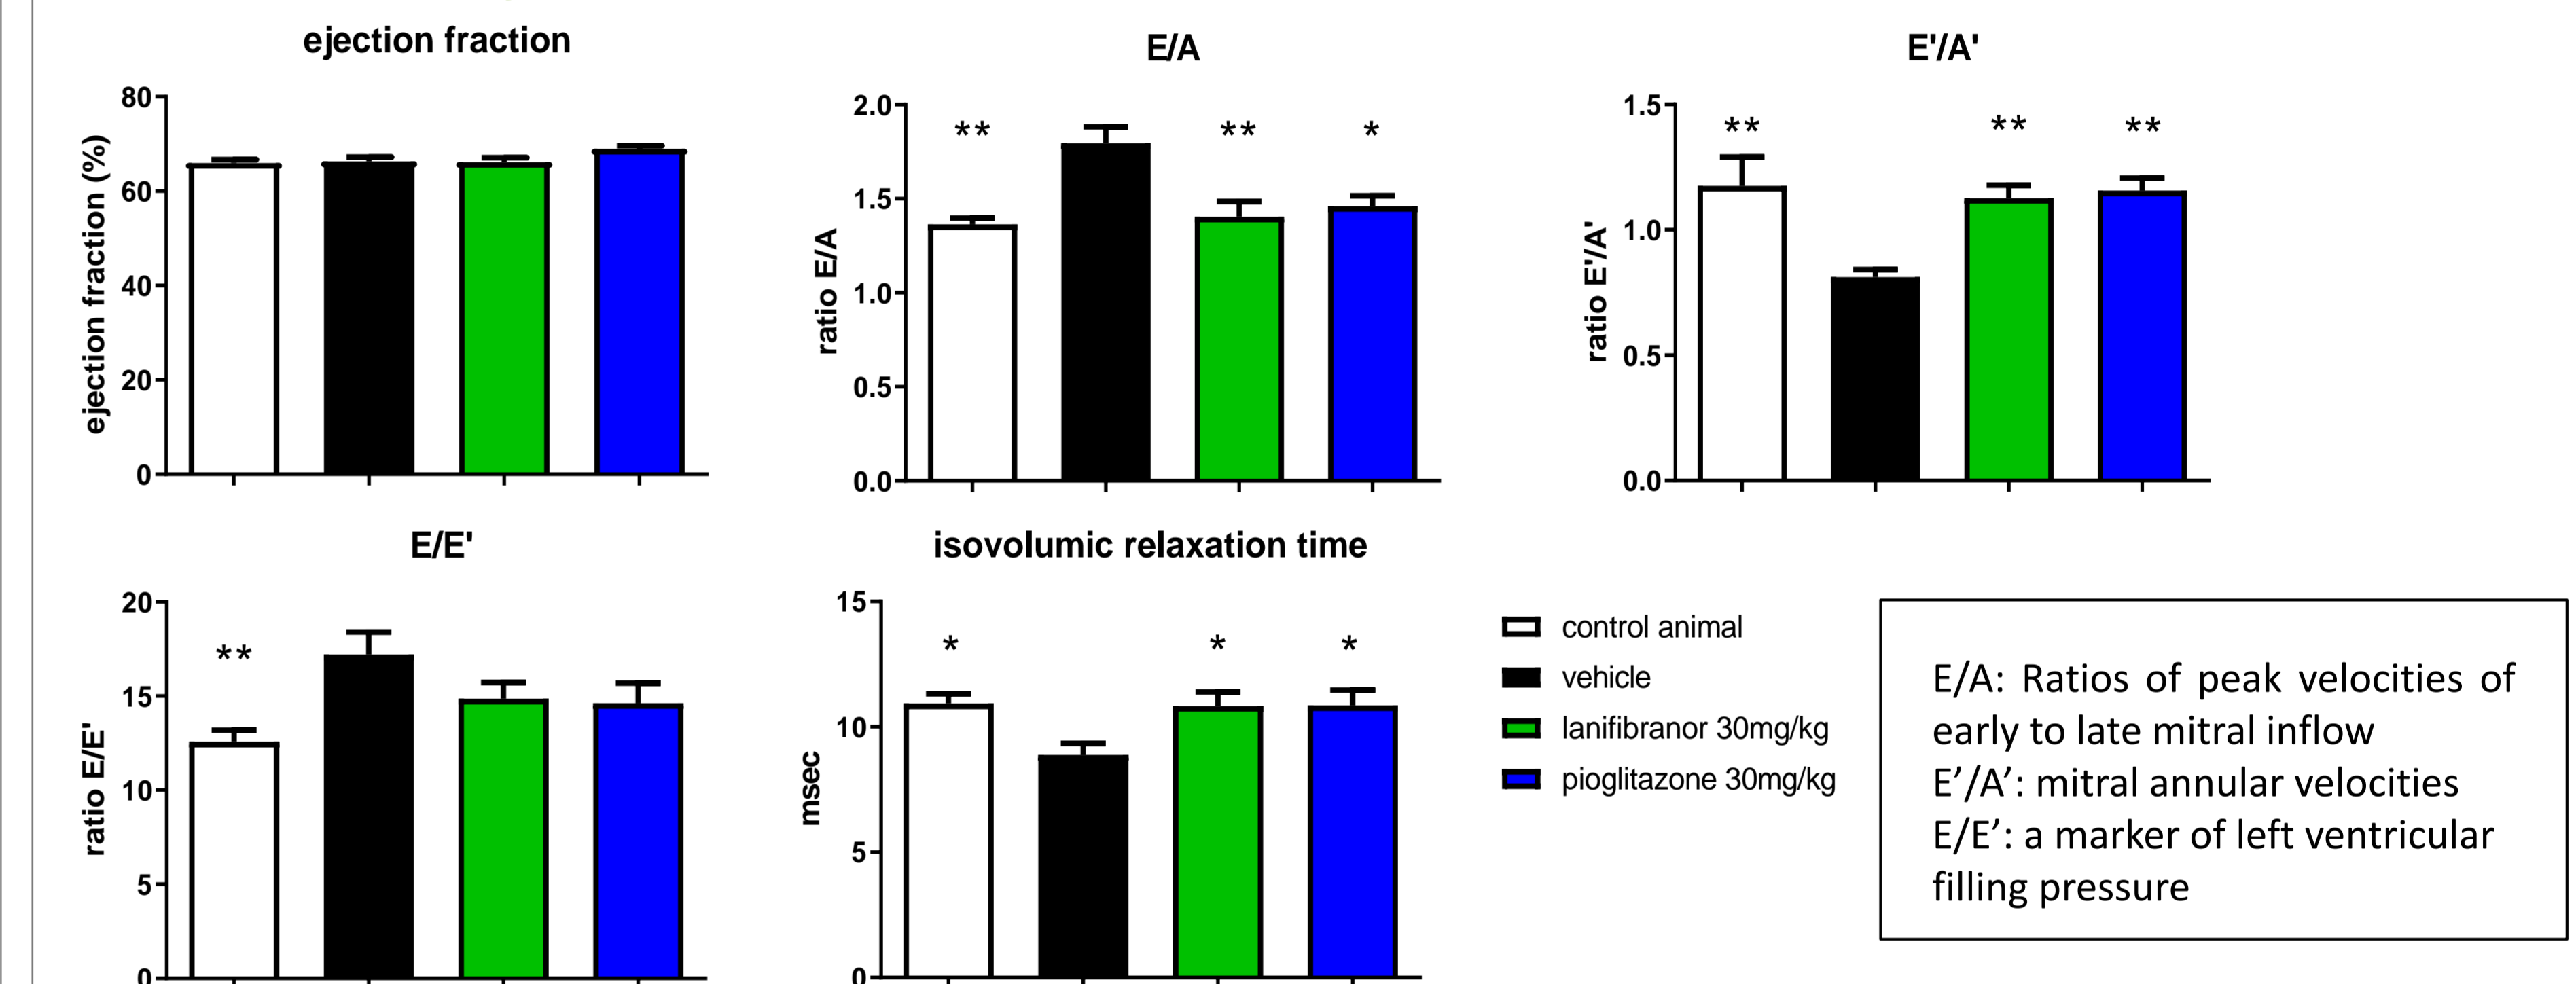 ejection fraction
ejection fraction (%)
80
60
40
20
0
E/A
ratio E/A
2.0
1.5
1.0
0.5
0.0
**
**
*
E'/A'
ratio E'/A'
1.5
1.0
0.5
0.0
**
**
**
E/E'
ratio E/E'
20
15
10
5
0
**
isovolumic relaxation time
msec
15
10
5
0
*
*
*
control animal
vehicle
lanifibranor 30mg/kg
pioglitazone 30mg/kg
E/A: Ratios of peak velocities of
early to late mitral inflow
E’/A’: mitral annular velocities
E/E’: a marker of left ventricular
filling pressure